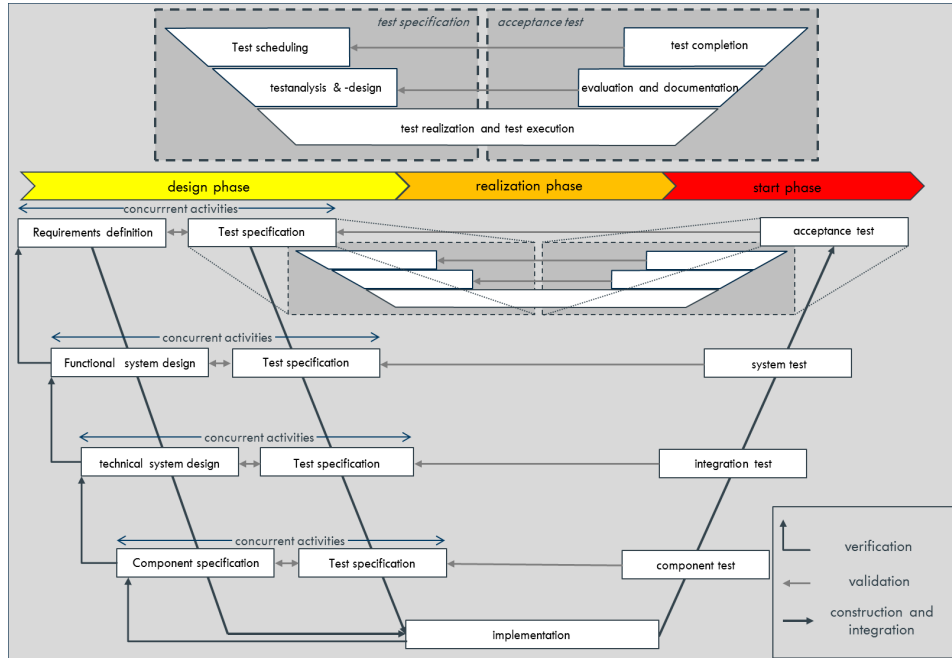 test specification
acceptance test
Test scheduling
test completion
testanalysis & -design
evaluation and documentation
test realization and test execution
design phase
realization phase
start phase
concurrrent activities
Requirements definition
Test specification
acceptance test
concurrent activities
Functional system design
Test specification
system test
concurrent activities
technical system design
Test specification
integration test
concurrent activities
Component specification
Test specification
component test
implementation
verification
validation
construction and
integration